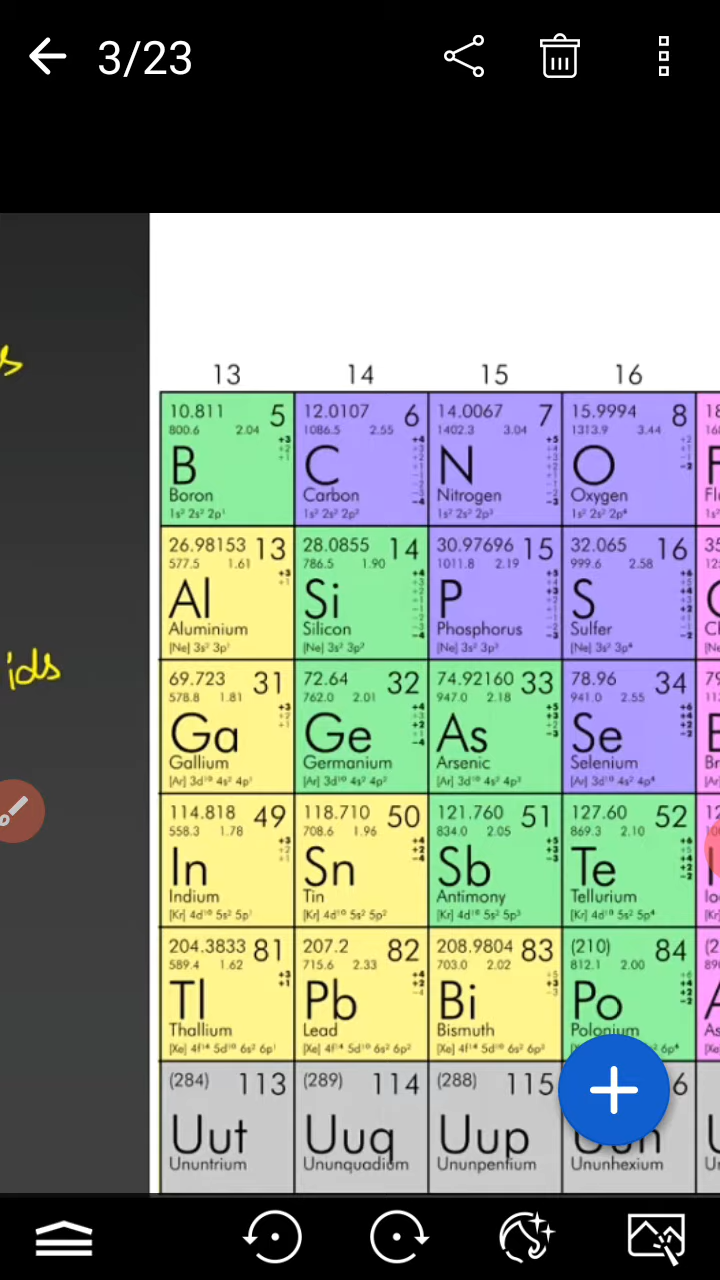 3/23
s
ids
13 14 15 16
10.811 5 12.0107 6 14.0067 7 15.9994 8
800.6 2.04 1086.5 2.55 1402.3 3.04 1313.9 3.44
B C N O F
Boron Carbon Nitrogen Oxygen Flu
1s² 2s² 2p¹ 1s² 2s² 2p² 1s² 2s² 2p³ 1s² 2s² 2p⁴
26.98153 13 28.0855 14 30.97696 15 32.065 16
577.5 1.61 786.5 1.90 1011.8 2.19 999.6 2.58
Al Si P S
Aluminium Silicon Phosphorus Sulfer
[Ne] 3s² 3p¹ [Ne] 3s² 3p² [Ne] 3s² 3p³ [Ne] 3s² 3p⁴
69.723 31 72.64 32 74.92160 33 78.96 34
578.8 1.81 762.0 2.01 947.0 2.18 941.0 2.55
Ga Ge As Se
Gallium Germanium Arsenic Selenium
[Ar] 3d¹⁰ 4s² 4p¹ [Ar] 3d¹⁰ 4s² 4p² [Ar] 3d¹⁰ 4s² 4p³ [Ar] 3d¹⁰ 4s² 4p⁴
114.818 49 118.710 50 121.760 51 127.60 52
558.3 1.78 708.6 1.96 834.0 2.05 869.3 2.10
In Sn Sb Te
Indium Tin Antimony Tellurium
[Kr] 4d¹⁰ 5s² 5p¹ [Kr] 4d¹⁰ 5s² 5p² [Kr] 4d¹⁰ 5s² 5p³ [Kr] 4d¹⁰ 5s² 5p⁴
204.3833 81 207.2 82 208.9804 83 (210) 84
589.4 1.62 715.6 2.33 703.0 2.02 812.1 2.00
Tl Pb Bi Po
Thallium Lead Bismuth Polonium
[Xe] 4f¹⁴ 5d¹⁰ 6s² 6p¹ [Xe] 4f¹⁴ 5d¹⁰ 6s² 6p² [Xe] 4f¹⁴ 5d¹⁰ 6s² 6p³ 6p⁴
(284) 113 (289) 114 (288) 115 6
Uut Uuq Uup
Ununtrium Ununquadium Ununpentium Ununhexium